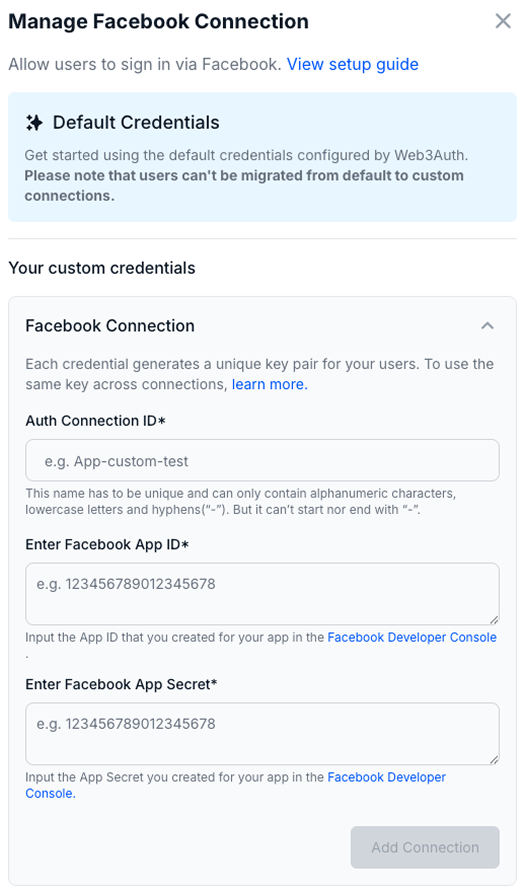 Manage Facebook Connection
Allow users to sign in via Facebook. View setup guide
Default Credentials
Get started using the default credentials configured by Web3Auth.
Please note that users can't be migrated from default to custom
connections.
Your custom credentials
Facebook Connection
Each credential generates a unique key pair for your users. To use the
same key across connections, learn more.
Auth Connection ID*
e.g. App-custom-test
This name has to be unique and can only contain alphanumeric characters,
lowercase letters and hyphens(“-”). But it can’t start nor end with “-”.
Enter Facebook App ID*
e.g. 123456789012345678
Input the App ID that you created for your app in the Facebook Developer Console
.
Enter Facebook App Secret*
e.g. 123456789012345678
Input the App Secret you created for your app in the Facebook Developer
Console.
Add Connection